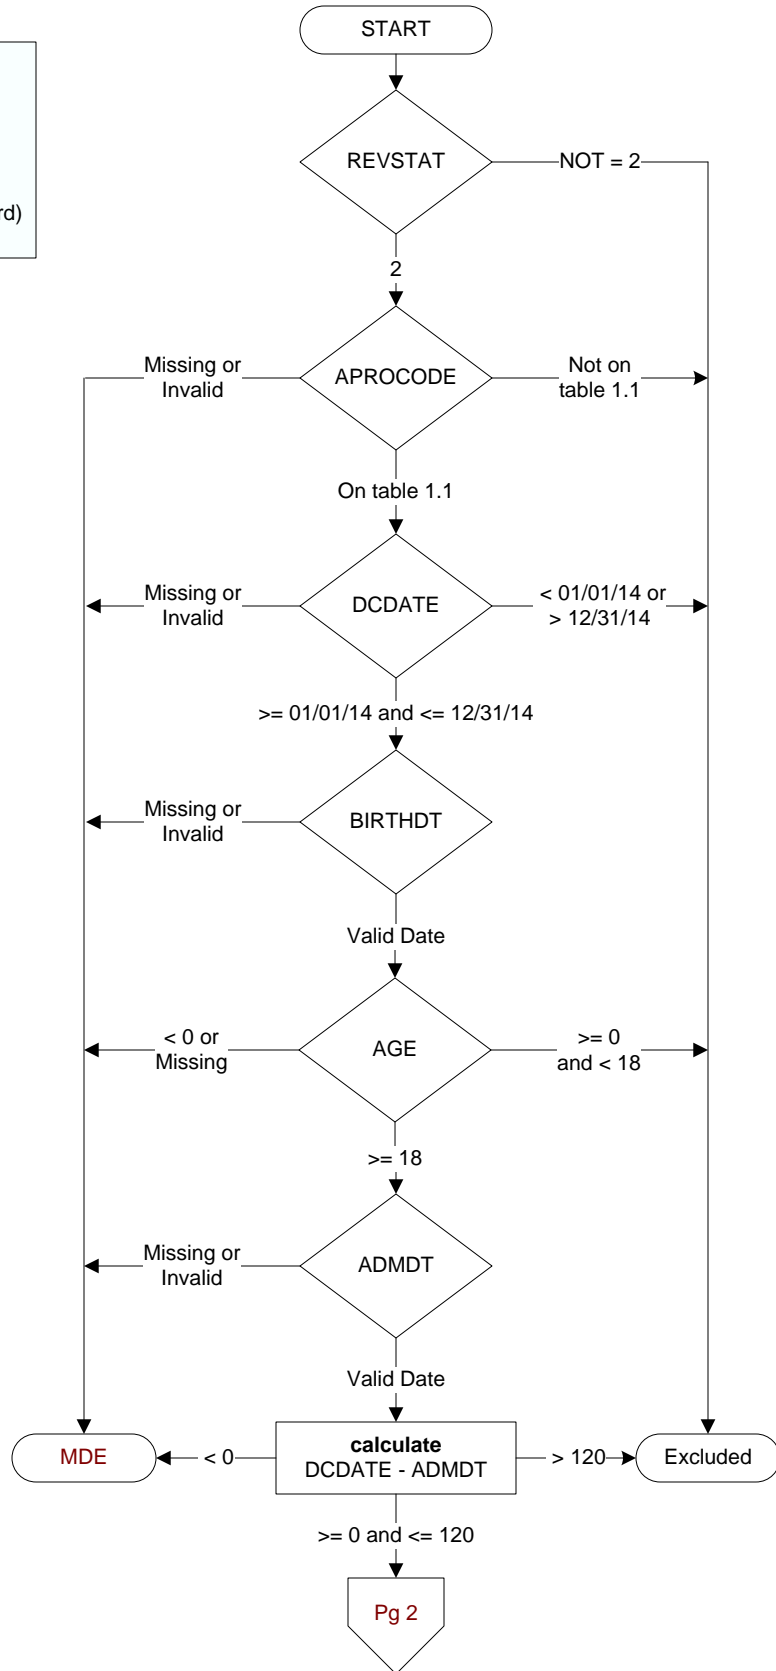 START
rd)
REVSTAT
NOT = 2
2
Missing or
Invalid
APROCODE
Not on
table 1.1
On table 1.1
Missing or
Invalid
DCDATE
< 01/01/14 or
> 12/31/14
>= 01/01/14 and <= 12/31/14
Missing or
Invalid
BIRTHDT
Valid Date
< 0 or
Missing
AGE
>= 0
and < 18
>= 18
Missing or
Invalid
ADMDT
Valid Date
MDE
< 0
calculate
DCDATE - ADMDT
> 120
Excluded
>= 0 and <= 120
Pg 2